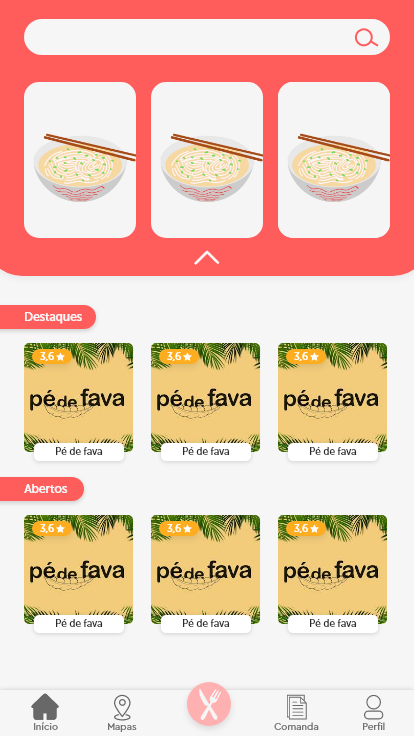 Destaques
3,6 3,6 3,6
pé de fava pé de fava pé de fava
Pé de fava Pé de fava Pé de fava
Abertos
3,6 3,6 3,6
pé de fava pé de fava pé de fava
Pé de fava Pé de fava Pé de fava
Início Mapas Comanda Perfil